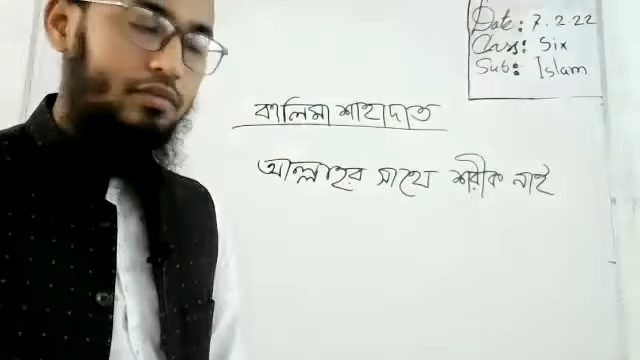 Date: 7.2.22
Class: Six
Sub: Islam
কালিমা শাহাদাত
আল্লাহর সাথে শরীক নাই